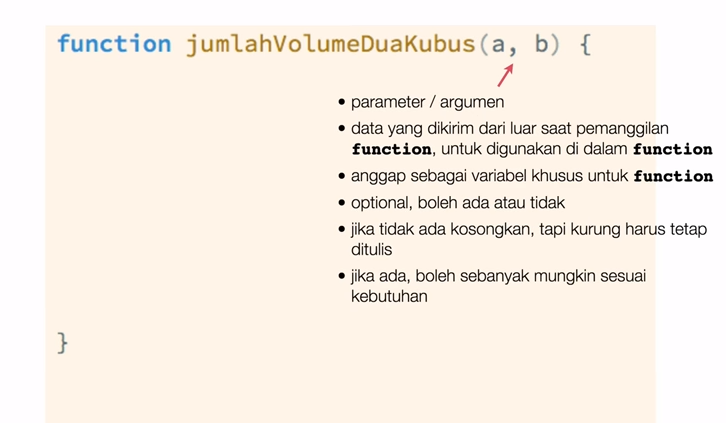 function jumlahVolumeDuaKubus(a, b) {
• parameter / argumen
• data yang dikirim dari luar saat pemanggilan
function, untuk digunakan di dalam function
• anggap sebagai variabel khusus untuk function
• optional, boleh ada atau tidak
• jika tidak ada kosongkan, tapi kurung harus tetap
ditulis
• jika ada, boleh sebanyak mungkin sesuai
kebutuhan
}